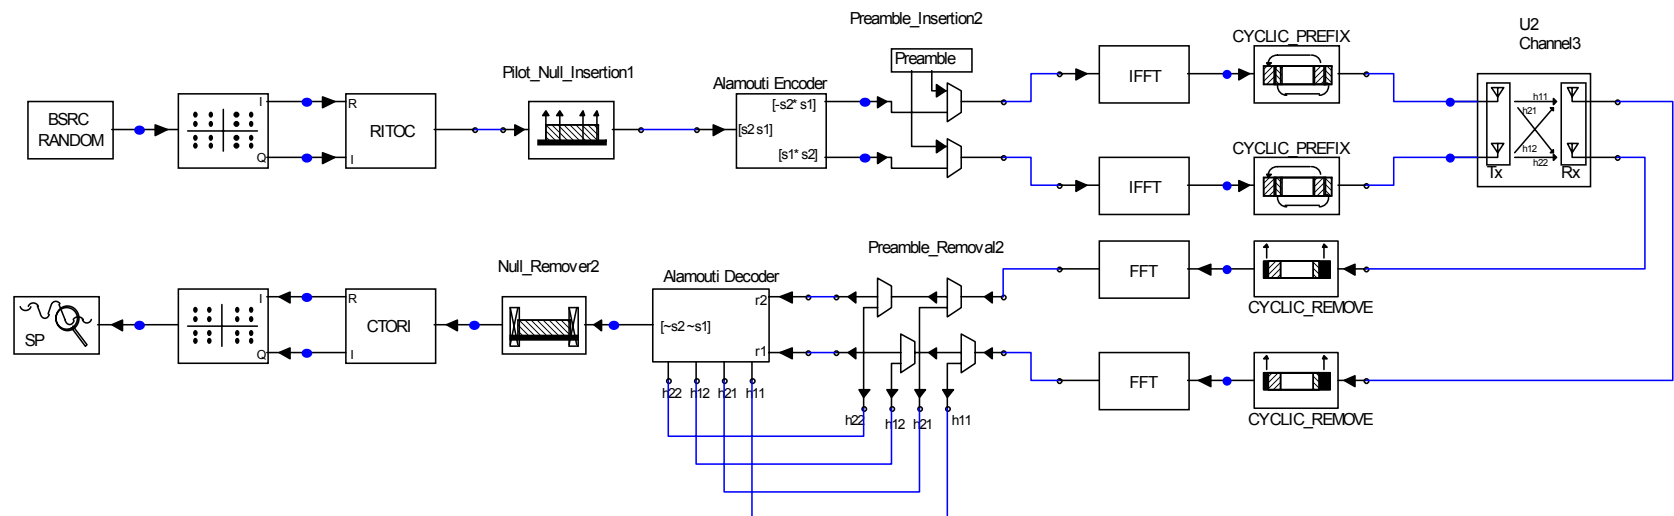 Preamble_Insertion2
U2
Channel3
Preamble
CYCLIC_PREFIX
IFFT
Pilot_Null_Insertion1
Alamouti Encoder
BSRC
RANDOM
I
Q
R
RITOC
I
[-s2* s1]
[s2 s1]
[s1* s2]
h11
h21
h12
h22
Tx
Rx
CYCLIC_PREFIX
IFFT
Preamble_Removal2
Null_Remover2
Alamouti Decoder
r2
[~s2 ~s1]
r1
FFT
CYCLIC_REMOVE
SP
I
Q
R
CTORI
I
FFT
CYCLIC_REMOVE
h22
h12
h21
h11
h22
h12
h21
h11